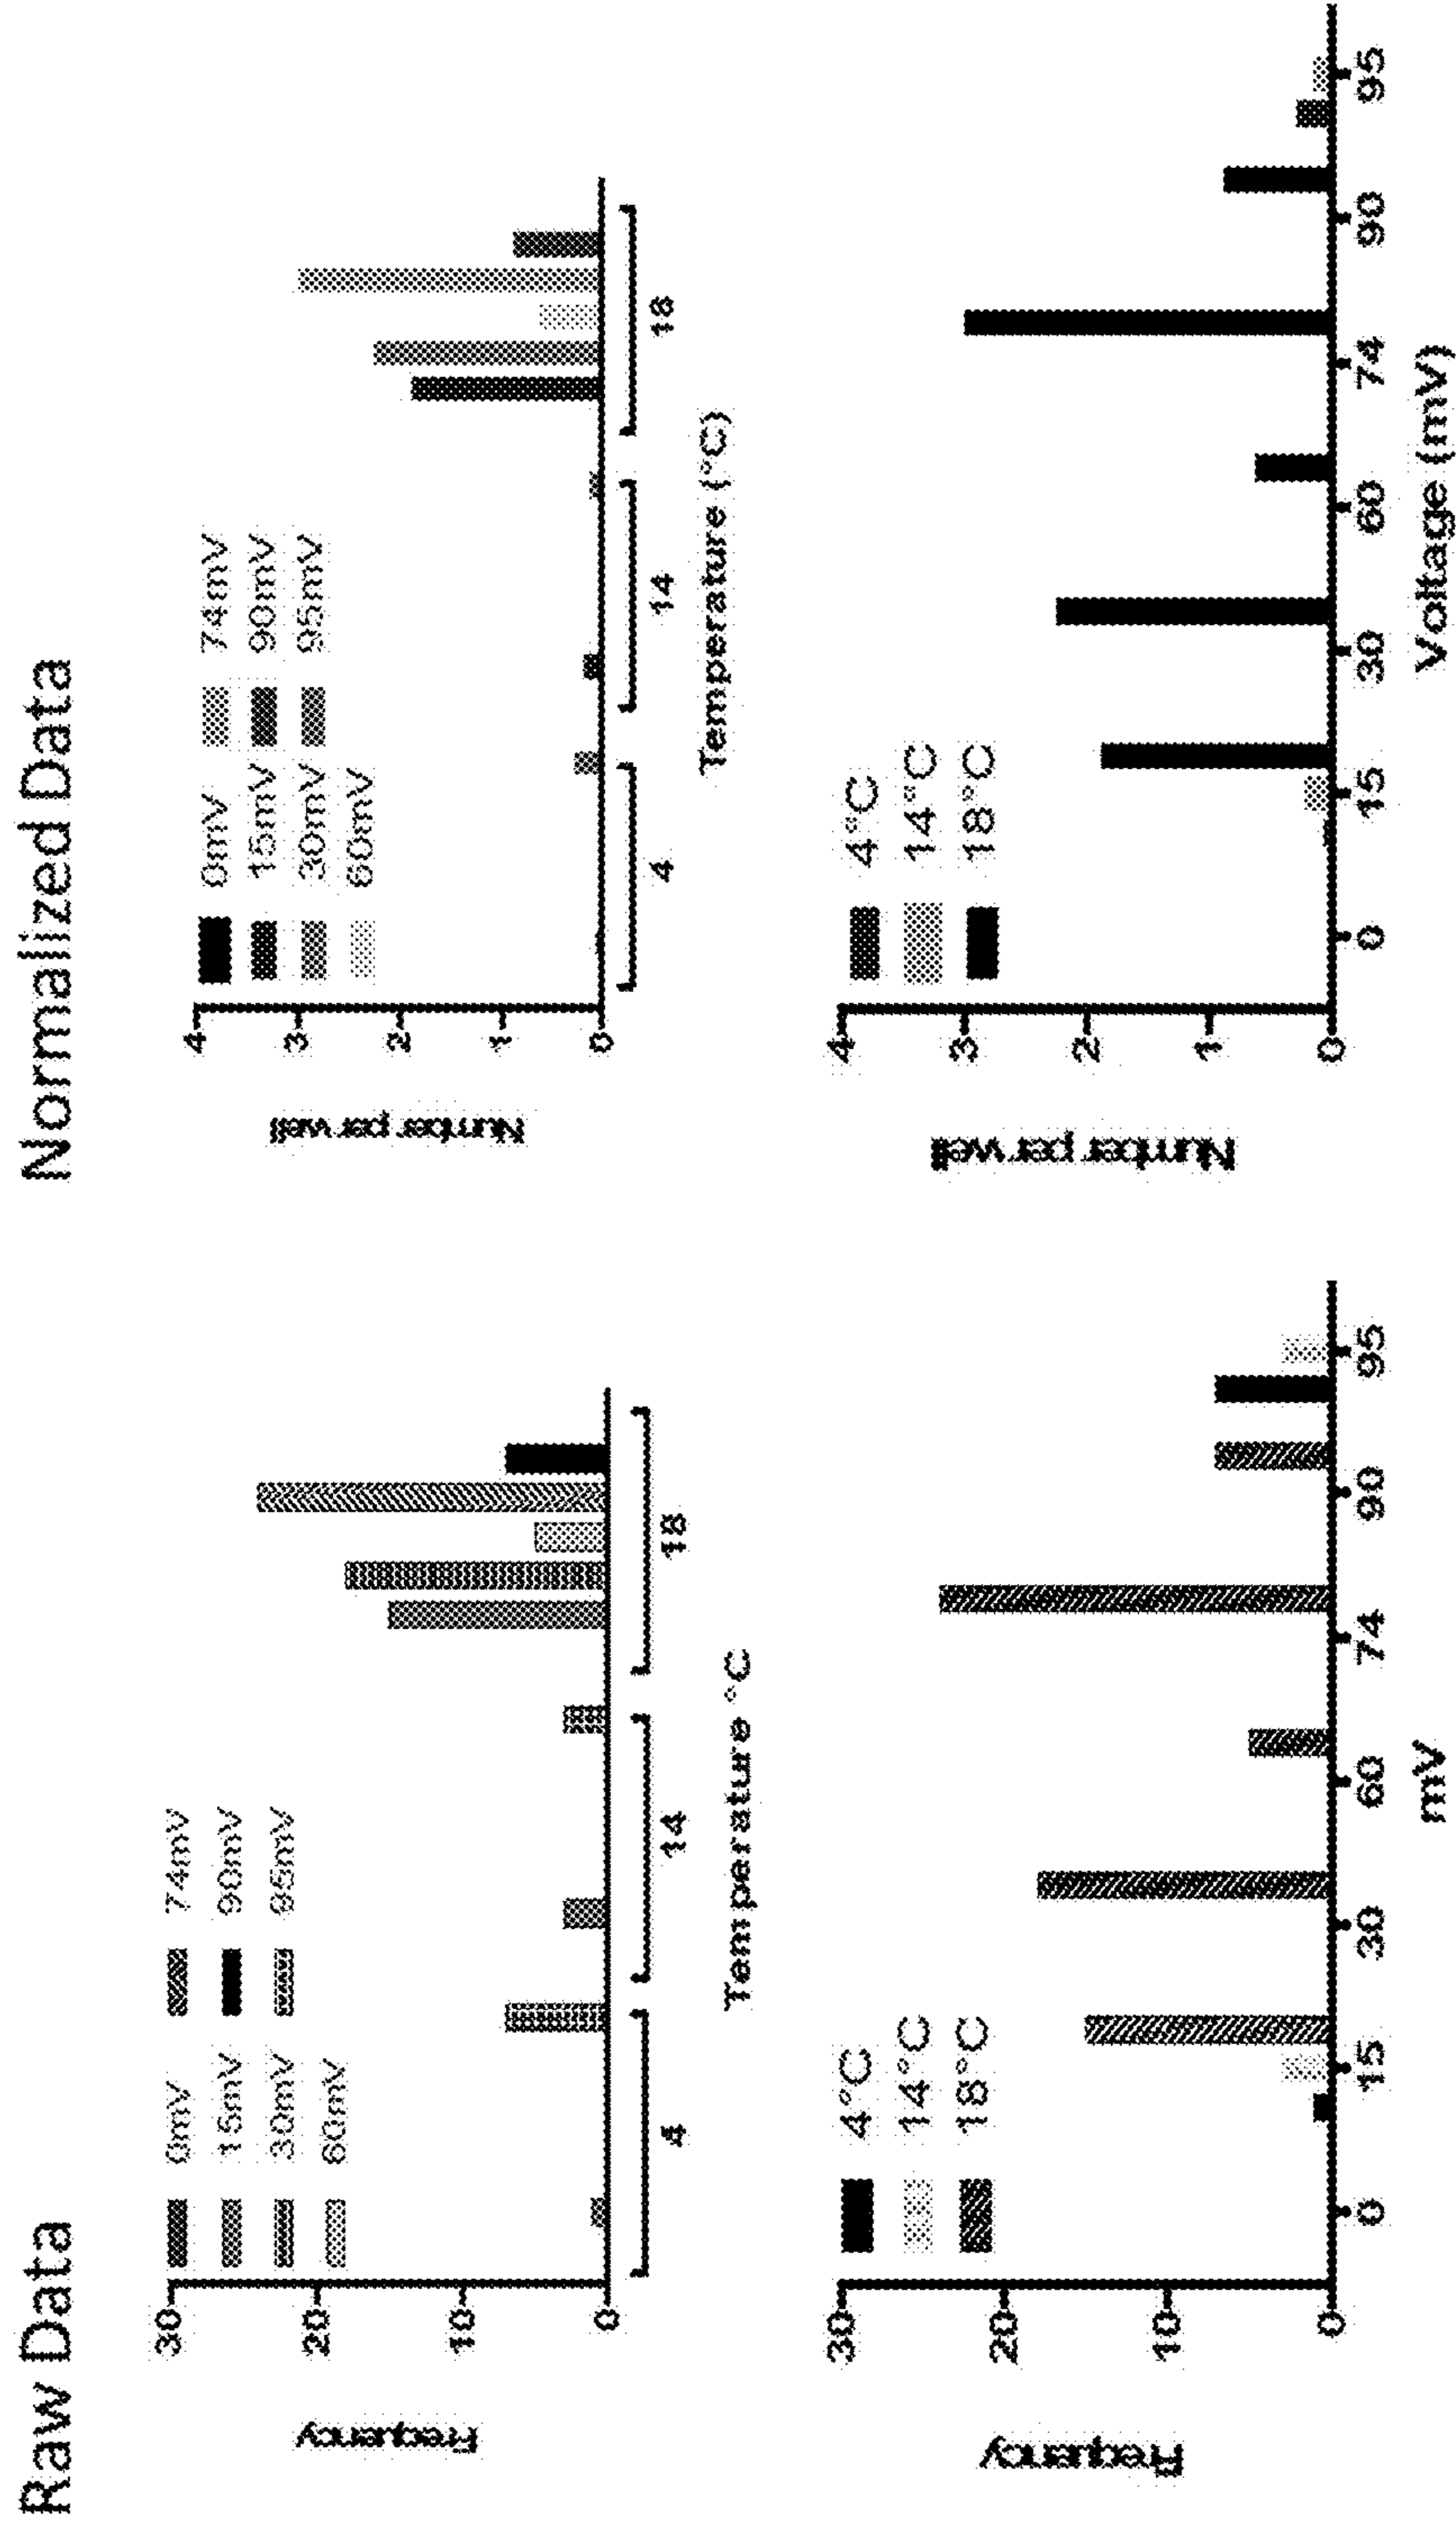 Raw Data
Frequency
30
20
10
0
0mV
15mV
30mV
60mV
74mV
90mV
95mV
4
14
18
Temperature °C
Normalized Data
Number per well
4
3
2
1
0
0mV
15mV
30mV
60mV
74mV
90mV
95mV
4
14
18
Temperature (°C)
Frequency
30
20
10
0
4°C
14°C
18°C
0 15 30 60 74 90 95
mV
Number per well
4
3
2
1
0
4°C
14°C
18°C
0 15 30 60 74 90 95
Voltage (mV)